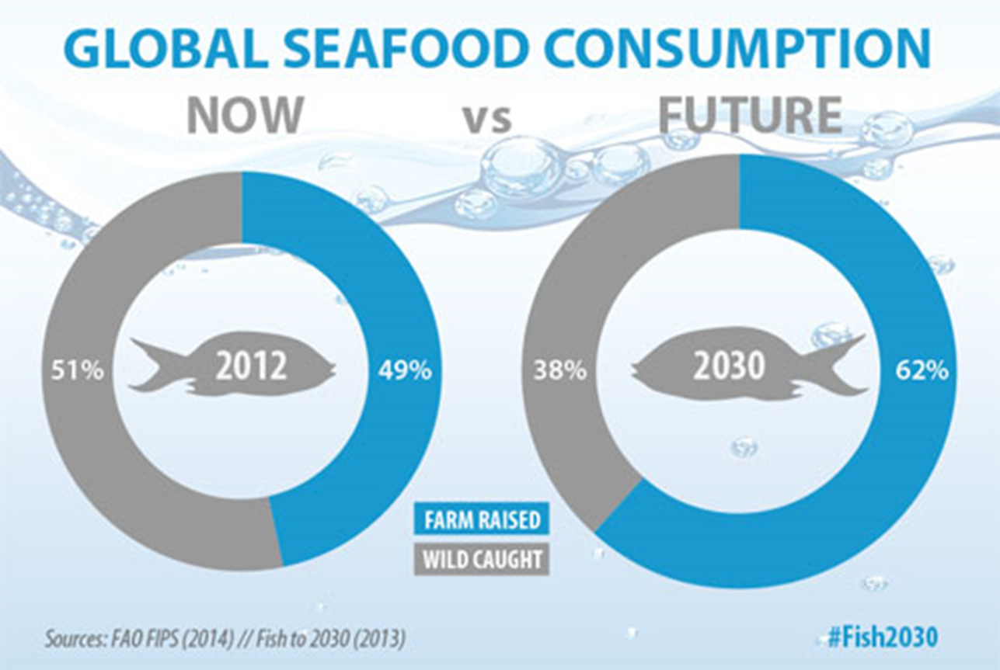 GLOBAL SEAFOOD CONSUMPTION
NOW vs FUTURE
51%
2012
49%
38%
2030
62%
FARM RAISED
WILD CAUGHT
Sources: FAO FIPS (2014) // Fish to 2030 (2013)
#Fish2030